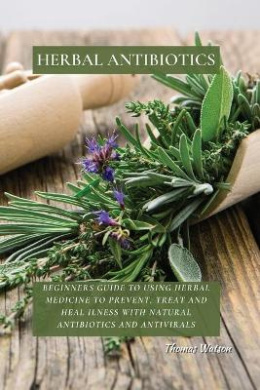 HERBAL ANTIBIOTICS
BEGINNERS GUIDE TO USING HERBAL
MEDICINE TO PREVENT, TREAT AND
HEAL ILNESS WITH NATURAL
ANTIBIOTICS AND ANTIVIRALS
Thomas Watson